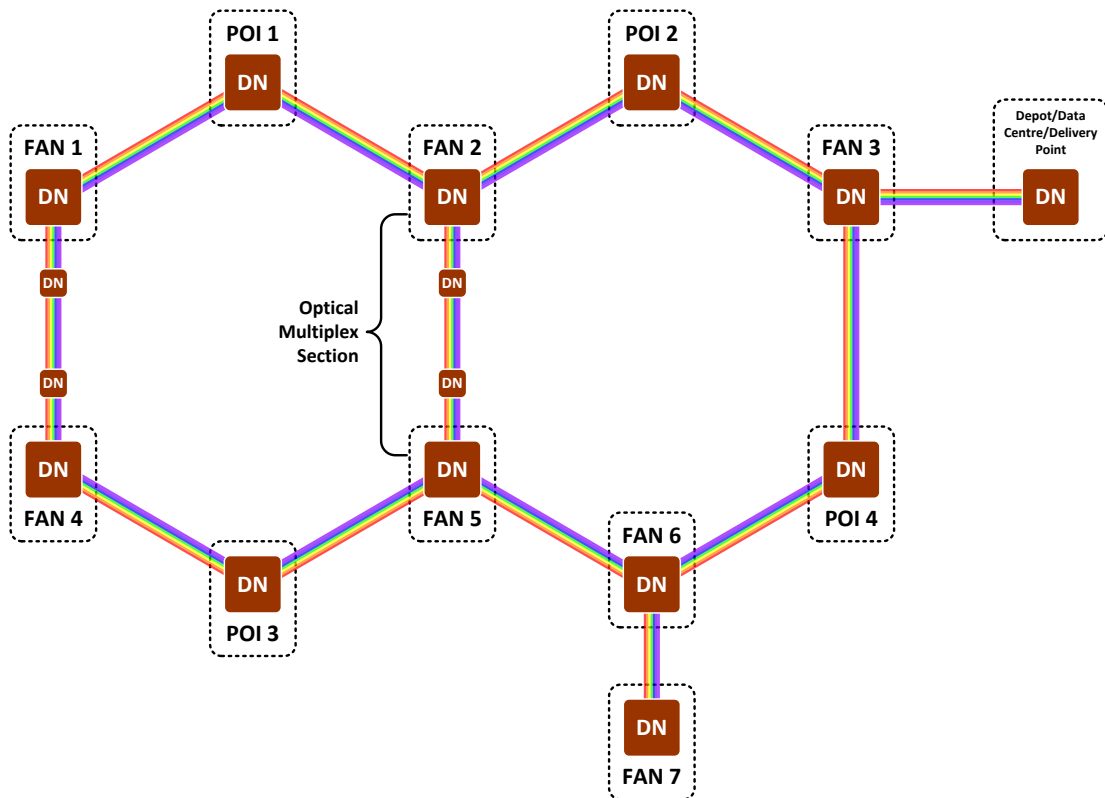 POI 1
DN
POI 2
DN
FAN 1
DN
FAN 2
DN
FAN 3
DN
Depot/Data
Centre/Delivery
Point
DN
DN
DN
Optical
Multiplex
Section
DN
DN
DN
FAN 4
DN
FAN 5
DN
POI 4
DN
POI 3
FAN 6
DN
DN
FAN 7